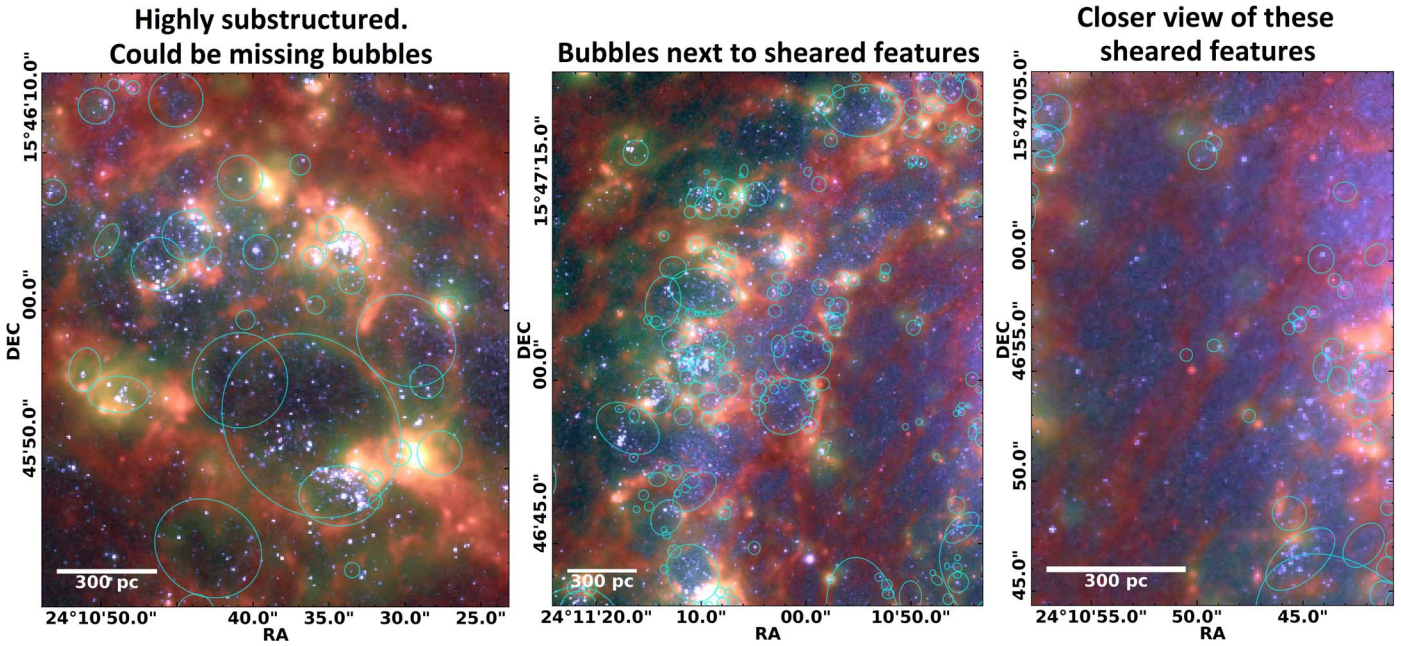 Highly substructured.
Could be missing bubbles
15°46'10.0"
00.0"
45'50.0"
DEC
300 pc
24°10'50.0" 40.0" 35.0" 30.0" 25.0"
RA
Bubbles next to sheared features
15°47'15.0"
00.0"
46'45.0"
DEC
300 pc
24°11'20.0" 10.0" 00.0" 10'50.0"
RA
Closer view of these
sheared features
15°47'05.0"
00.0"
46'55.0"
50.0"
45.0"
DEC
300 pc
24°10'55.0" 50.0" 45.0"
RA